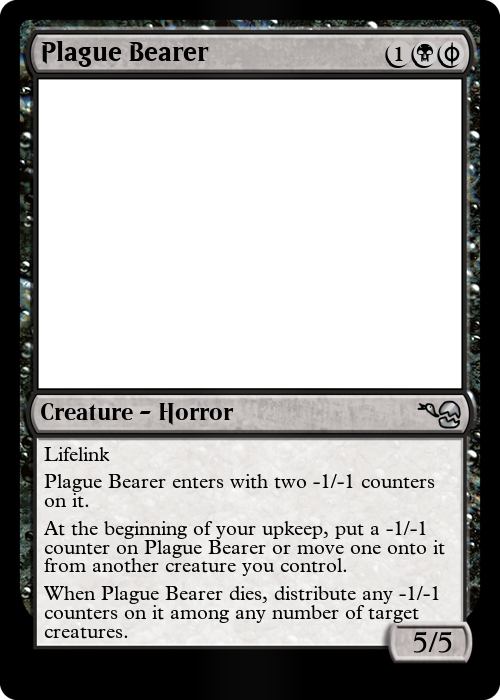 Plague Bearer 1
Creature – Horror
Lifelink
Plague Bearer enters with two -1/-1 counters
on it.
At the beginning of your upkeep, put a -1/-1
counter on Plague Bearer or move one onto it
from another creature you control.
When Plague Bearer dies, distribute any -1/-1
counters on it among any number of target
creatures.
5/5